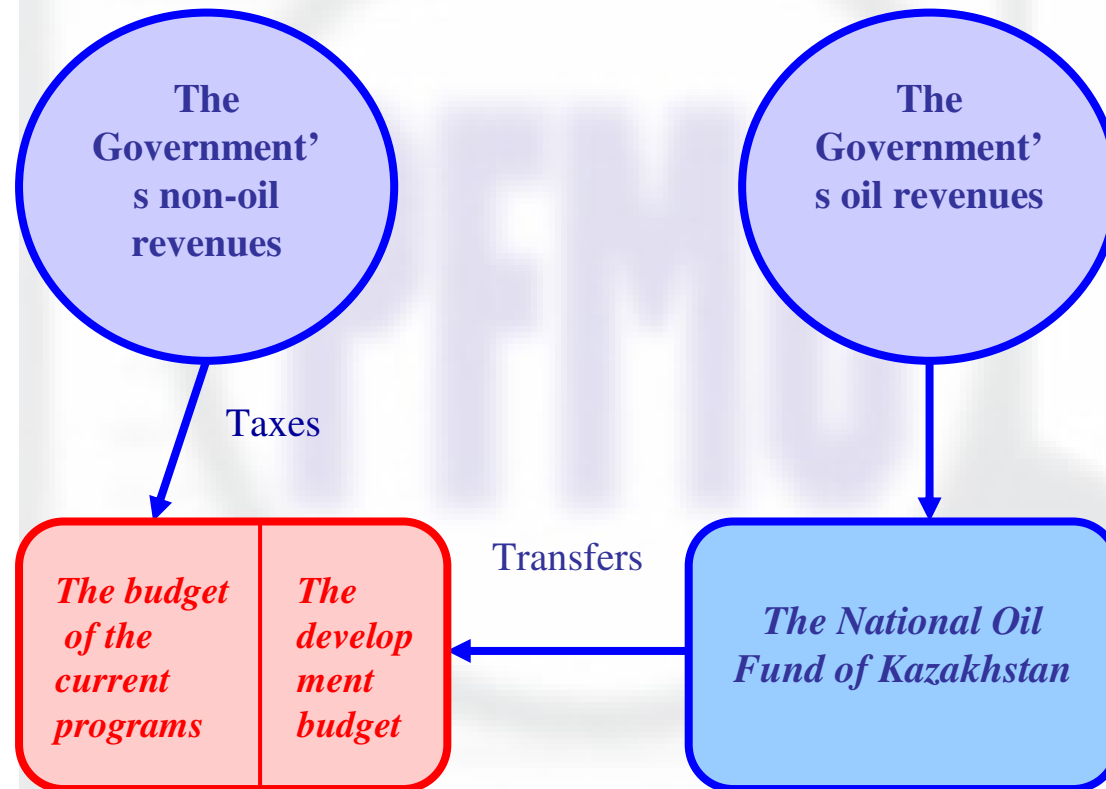 The
Government’
s non-oil
revenues
The
Government’
s oil revenues
Taxes
Transfers
The budget
of the
current
programs
The
develop
ment
budget
The National Oil
Fund of Kazakhstan
PFMU